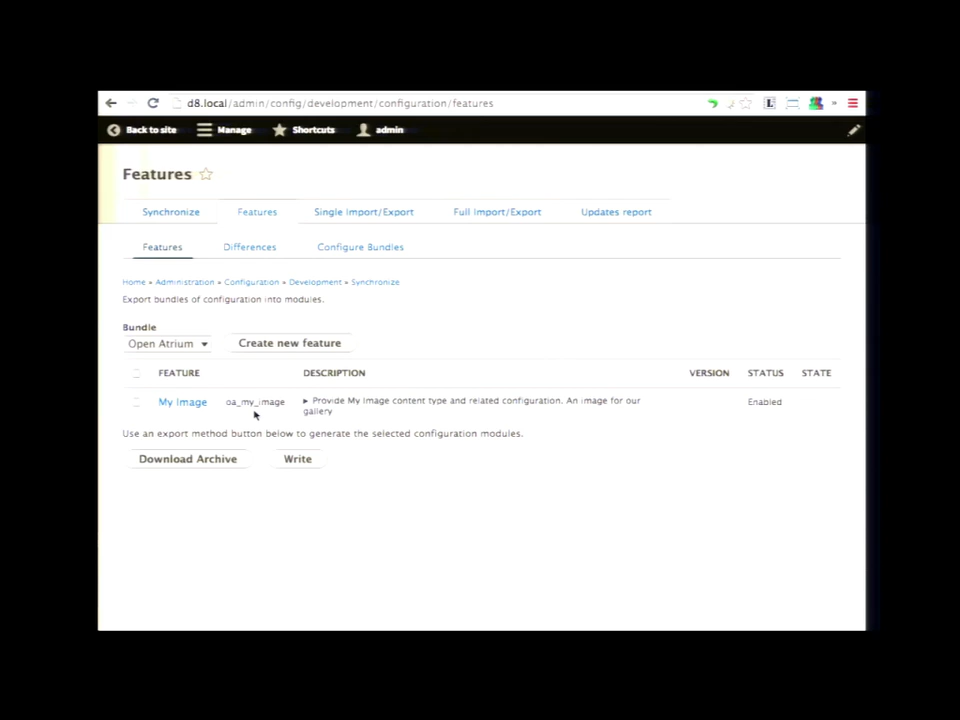 d8.local/admin/config/development/configuration/features
Back to site Manage Shortcuts admin
Features
Synchronize Features Single Import/Export Full Import/Export Updates report
Features Differences Configure Bundles
Home » Administration » Configuration » Development » Synchronize
Export bundles of configuration into modules.
Bundle
Open Atrium Create new feature
FEATURE DESCRIPTION VERSION STATUS STATE
My Image oa_my_image Provide My Image content type and related configuration. An image for our Enabled
gallery
Use an export method button below to generate the selected configuration modules.
Download Archive Write